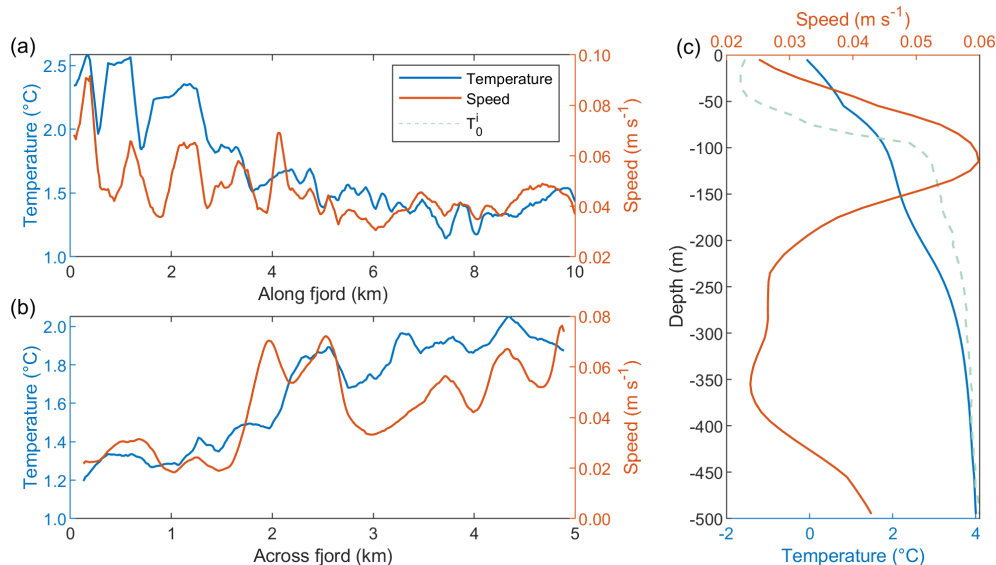 (a)
2.5
2.0
1.5
1.0
Temperature (°C)
0.10
0.08
0.06
0.04
0.02
Speed (m s⁻¹)
Temperature
Speed
T₀ⁱ
0 2 4 6 8 10
Along fjord (km)
(b)
2.0
1.8
1.6
1.4
1.2
1.0
Temperature (°C)
0.08
0.06
0.04
0.02
0.00
Speed (m s⁻¹)
0 1 2 3 4 5
Across fjord (km)
(c)
Speed (m s⁻¹)
0.02 0.03 0.04 0.05 0.06
0
-50
-100
-150
-200
-250
-300
-350
-400
-450
-500
Depth (m)
-2 0 2 4
Temperature (°C)